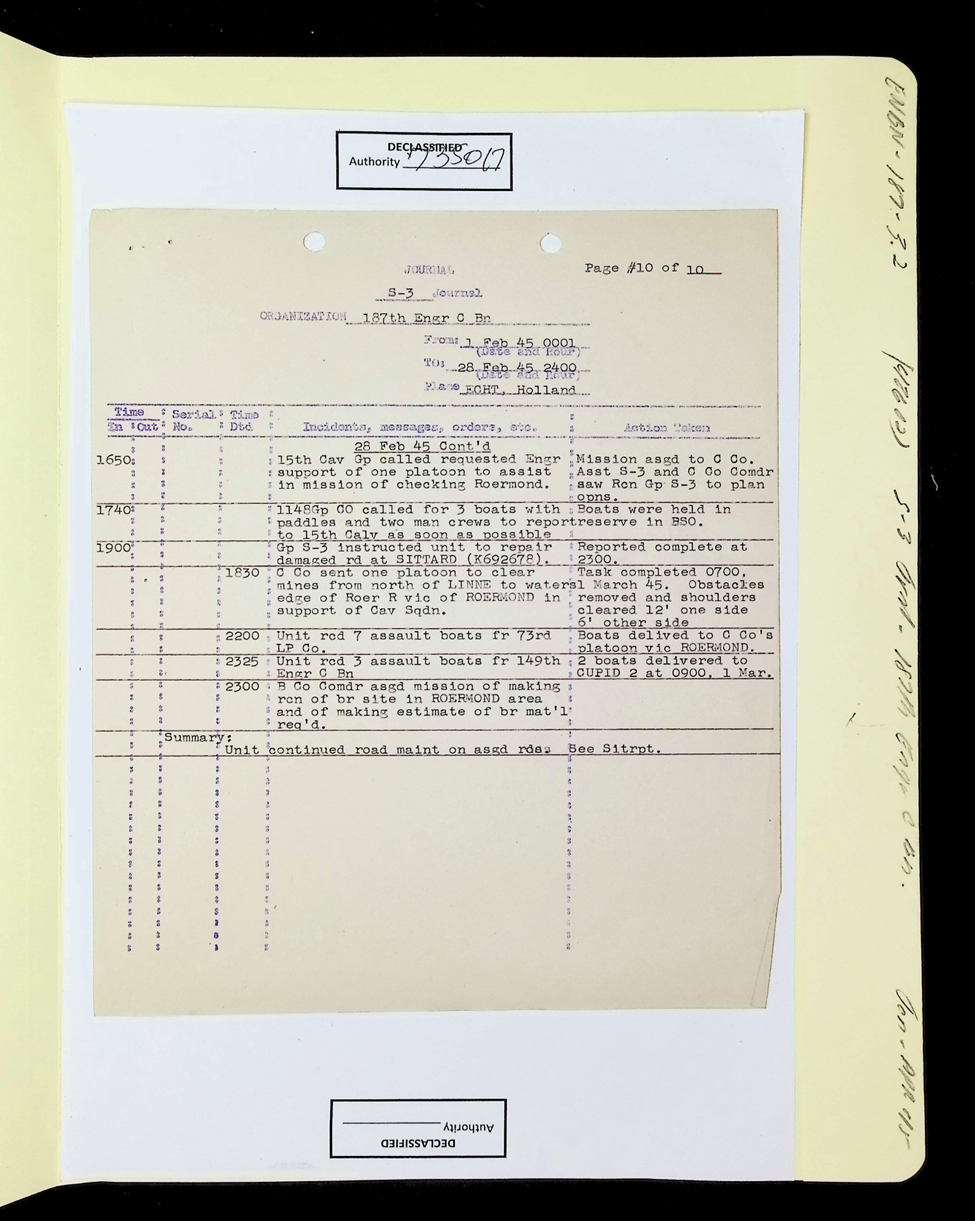 DECLASSIFIED
Authority 735017
JOURNAL
Page #10 of 10
S-3 Journal
ORGANIZATION 187th Engr C Bn
From: 1 Feb 45 0001
(Date and Hour)
TO: 28 Feb 45 2400
(Date and Hour)
Place ECHT, Holland
Time Serial Time
In Out No. Dtd Incidents, messages, orders, etc. Action Taken
28 Feb 45 Cont'd
1650 15th Cav Gp called requested Engr Mission asgd to C Co.
support of one platoon to assist Asst S-3 and C Co Comdr
in mission of checking Roermond. saw Rcn Gp S-3 to plan
opns.
1740 1148Gp CO called for 3 boats with Boats were held in
paddles and two man crews to report reserve in BSO.
to 15th Calv as soon as possible
1900 Gp S-3 instructed unit to repair Reported complete at
damaged rd at SITTARD (K692678). 2300.
1830 C Co sent one platoon to clear Task completed 0700,
mines from north of LINNE to waters 1 March 45. Obstacles
edge of Roer R vic of ROERMOND in removed and shoulders
support of Cav Sqdn. cleared 12' one side
6' other side
2200 Unit rcd 7 assault boats fr 73rd Boats delived to C Co's
LP Co. platoon vic ROERMOND.
2325 Unit rcd 3 assault boats fr 149th 2 boats delivered to
Engr C Bn CUPID 2 at 0900, 1 Mar.
2300 B Co Comdr asgd mission of making
rcn of br site in ROERMOND area
and of making estimate of br mat'l
req'd.
Summary:
Unit continued road maint on asgd rds. See Sitrpt.
DECLASSIFIED
Authority
ENBN-187-3.2
S-3 Jrnl. 187th Engr C Bn.